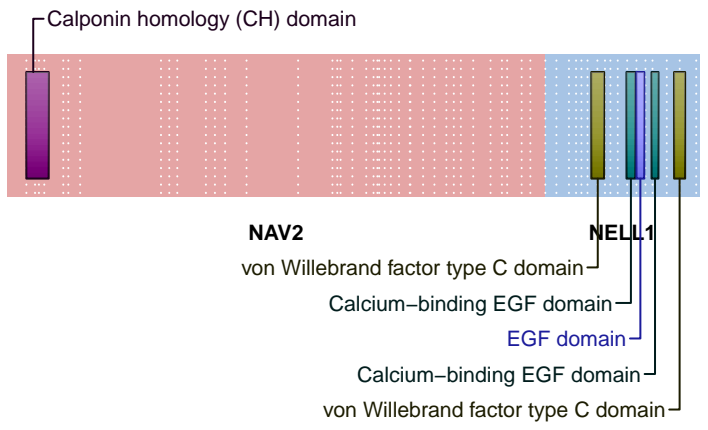 Calponin homology (CH) domain
NAV2
NELL1
von Willebrand factor type C domain
Calcium−binding EGF domain
EGF domain
Calcium−binding EGF domain
von Willebrand factor type C domain